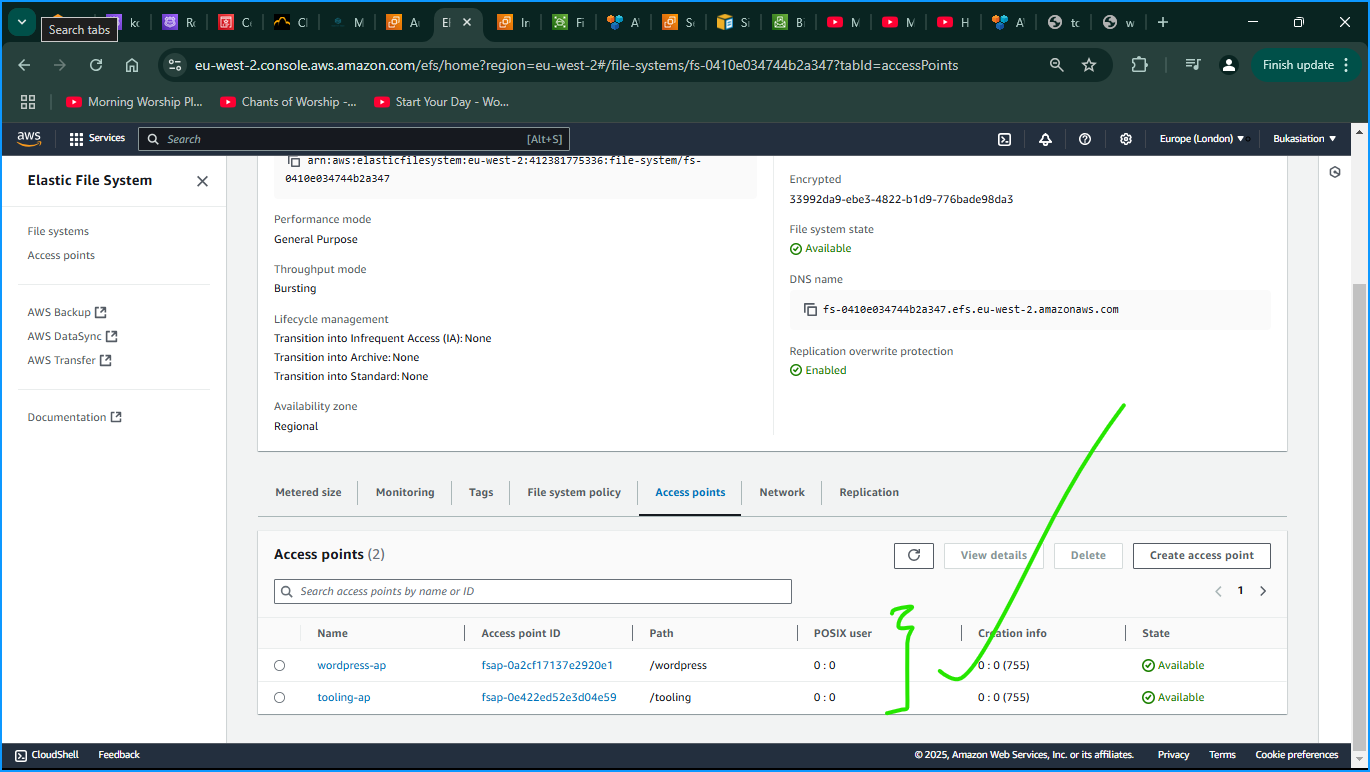 kc
Re
Co
Cl
M
Au
El
In
Fi
A
Se
Si
B
M
M
H
A
tc
w
Search tabs
eu-west-2.console.aws.amazon.com/efs/home?region=eu-west-2#/file-systems/fs-0410e034744b2a347?tabId=accessPoints
Finish update
Morning Worship Pl...
Chants of Worship -...
Start Your Day - Wo...
aws
Services
Search
[Alt+S]
Europe (London)
Bukasiation
Elastic File System
File systems
Access points
AWS Backup
AWS DataSync
AWS Transfer
Documentation
arn:aws:elasticfilesystem:eu-west-2:412381775336:file-system/fs-
0410e034744b2a347
Performance mode
General Purpose
Throughput mode
Bursting
Lifecycle management
Transition into Infrequent Access (IA): None
Transition into Archive: None
Transition into Standard: None
Availability zone
Regional
Encrypted
33992da9-ebe3-4822-b1d9-776bade98da3
File system state
Available
DNS name
fs-0410e034744b2a347.efs.eu-west-2.amazonaws.com
Replication overwrite protection
Enabled
Metered size
Monitoring
Tags
File system policy
Access points
Network
Replication
Access points (2)
View details
Delete
Create access point
Search access points by name or ID
1
Name Access point ID Path POSIX user Creation info State
wordpress-ap fsap-0a2cf17137e2920e1 /wordpress 0 : 0 0 : 0 (755) Available
tooling-ap fsap-0e422ed52e3d04e59 /tooling 0 : 0 0 : 0 (755) Available
CloudShell
Feedback
© 2025, Amazon Web Services, Inc. or its affiliates.
Privacy
Terms
Cookie preferences